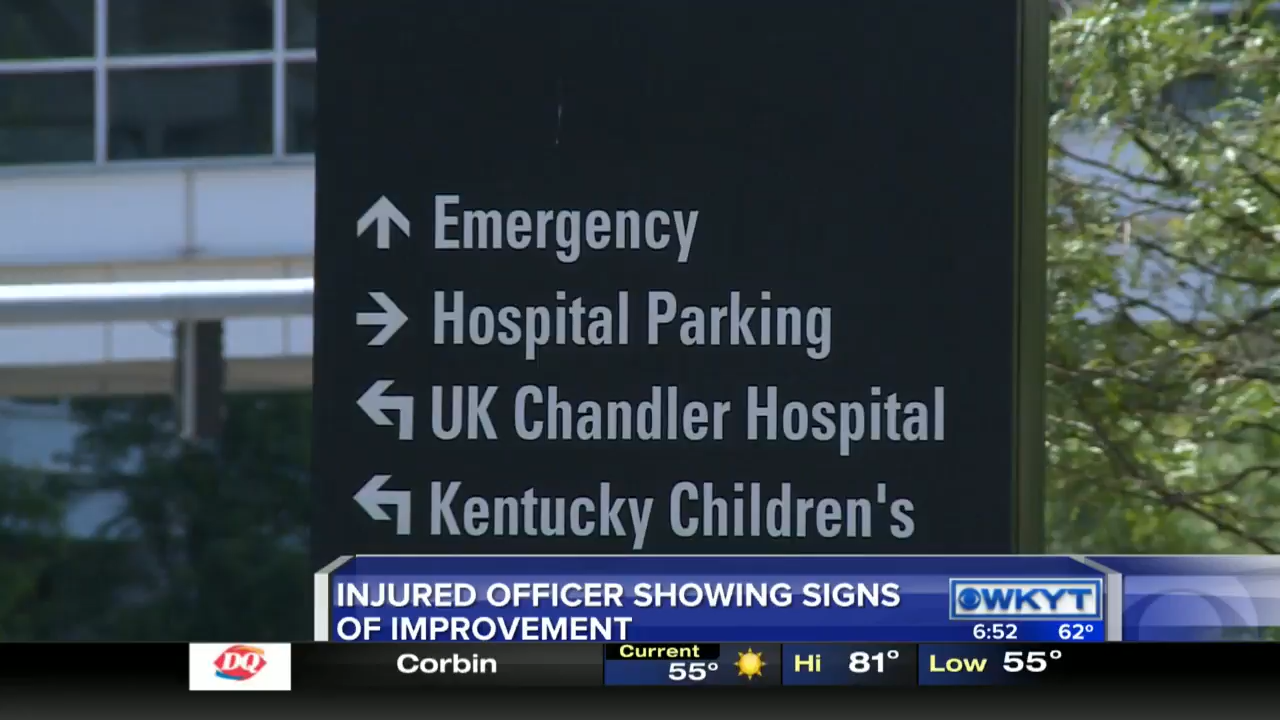 Emergency
Hospital Parking
UK Chandler Hospital
Kentucky Children's
INJURED OFFICER SHOWING SIGNS
OF IMPROVEMENT
WKYT
6:52 62°
DQ
Corbin
Current
55°
Hi 81°
Low 55°